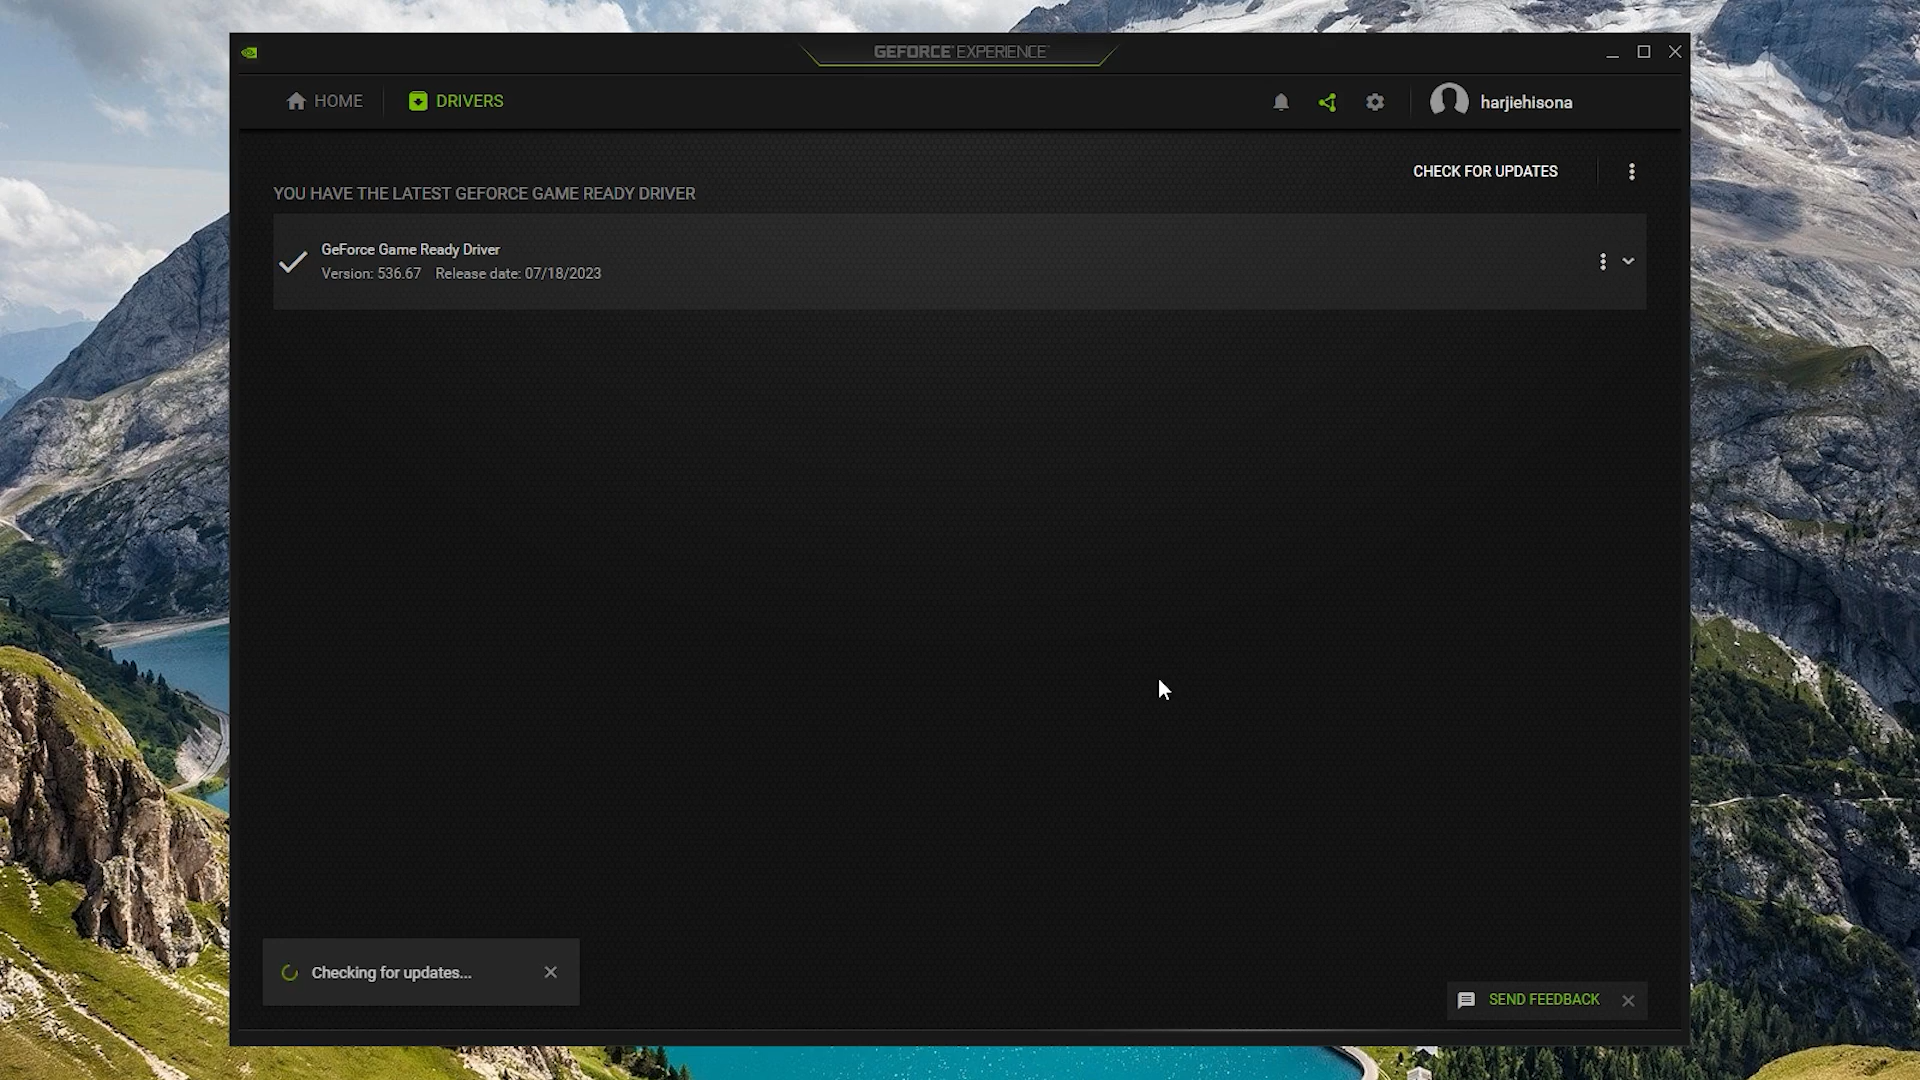 GEFORCE EXPERIENCE
HOME
DRIVERS
harjiehisona
CHECK FOR UPDATES
YOU HAVE THE LATEST GEFORCE GAME READY DRIVER
GeForce Game Ready Driver
Version: 536.67 Release date: 07/18/2023
Checking for updates...
SEND FEEDBACK